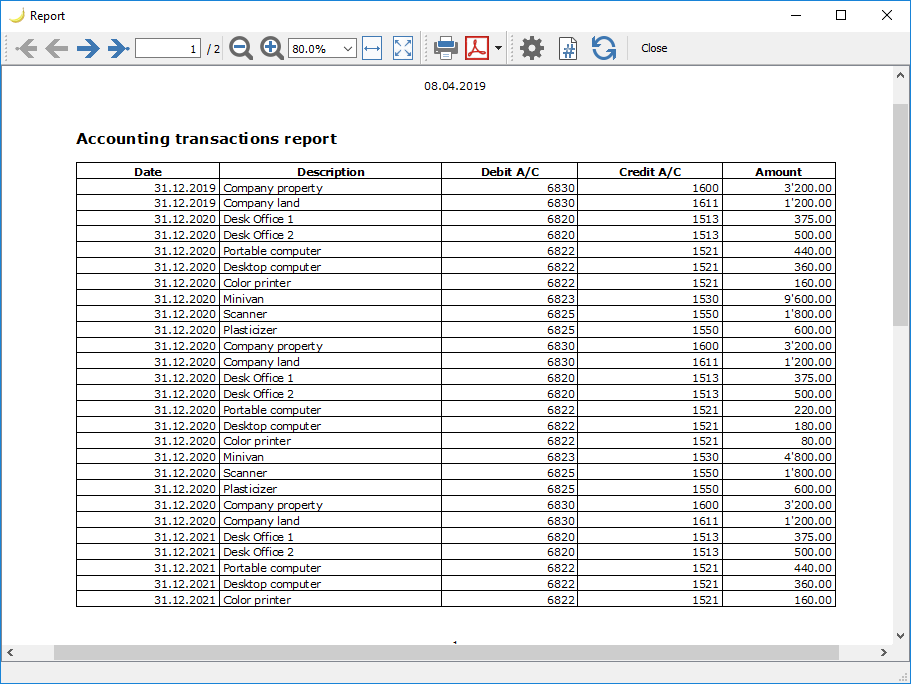 Report
1 / 2 80.0% Close
08.04.2019
Accounting transactions report
Date Description Debit A/C Credit A/C Amount
31.12.2019 Company property 6830 1600 3'200.00
31.12.2019 Company land 6830 1611 1'200.00
31.12.2020 Desk Office 1 6820 1513 375.00
31.12.2020 Desk Office 2 6820 1513 500.00
31.12.2020 Portable computer 6822 1521 440.00
31.12.2020 Desktop computer 6822 1521 360.00
31.12.2020 Color printer 6822 1521 160.00
31.12.2020 Minivan 6823 1530 9'600.00
31.12.2020 Scanner 6825 1550 1'800.00
31.12.2020 Plasticizer 6825 1550 600.00
31.12.2020 Company property 6830 1600 3'200.00
31.12.2020 Company land 6830 1611 1'200.00
31.12.2020 Desk Office 1 6820 1513 375.00
31.12.2020 Desk Office 2 6820 1513 500.00
31.12.2020 Portable computer 6822 1521 220.00
31.12.2020 Desktop computer 6822 1521 180.00
31.12.2020 Color printer 6822 1521 80.00
31.12.2020 Minivan 6823 1530 4'800.00
31.12.2020 Scanner 6825 1550 1'800.00
31.12.2020 Plasticizer 6825 1550 600.00
31.12.2020 Company property 6830 1600 3'200.00
31.12.2020 Company land 6830 1611 1'200.00
31.12.2021 Desk Office 1 6820 1513 375.00
31.12.2021 Desk Office 2 6820 1513 500.00
31.12.2021 Portable computer 6822 1521 440.00
31.12.2021 Desktop computer 6822 1521 360.00
31.12.2021 Color printer 6822 1521 160.00